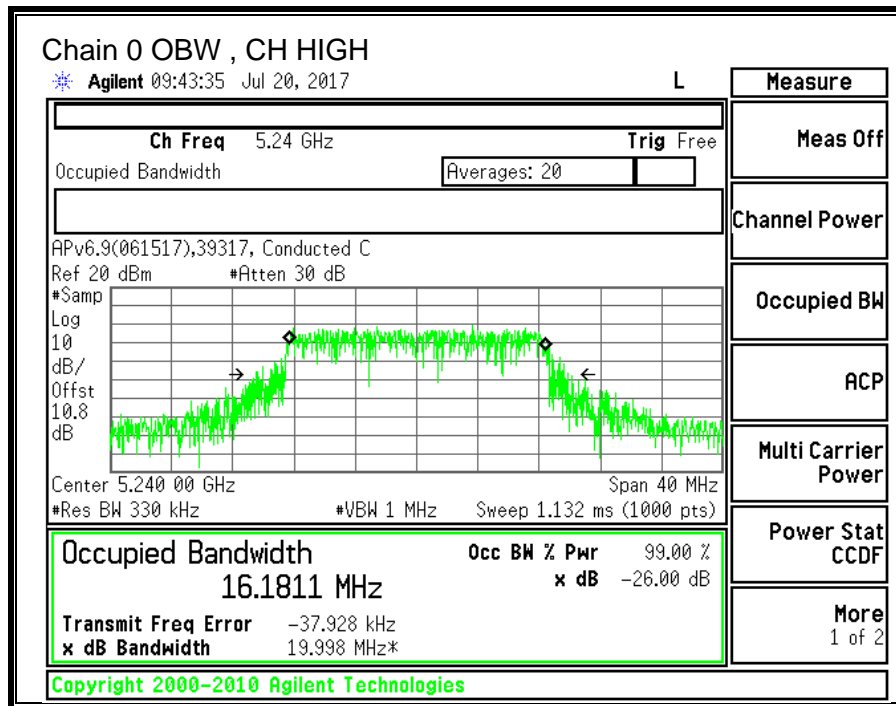 Chain 0 OBW , CH HIGH
Agilent 09:43:35 Jul 20, 2017 L
Measure
Ch Freq 5.24 GHz Trig Free
Meas Off
Occupied Bandwidth Averages: 20
Channel Power
APv6.9(061517),39317, Conducted C
Ref 20 dBm #Atten 30 dB
Occupied BW
#Samp
Log
10
dB/
Offst
10.8
dB
ACP
Multi Carrier
Power
Center 5.240 00 GHz Span 40 MHz
#Res BW 330 kHz #VBW 1 MHz Sweep 1.132 ms (1000 pts)
Power Stat
CCDF
Occupied Bandwidth Occ BW % Pwr 99.00 %
16.1811 MHz x dB -26.00 dB
Transmit Freq Error -37.928 kHz
x dB Bandwidth 19.998 MHz*
More
1 of 2
Copyright 2000-2010 Agilent Technologies